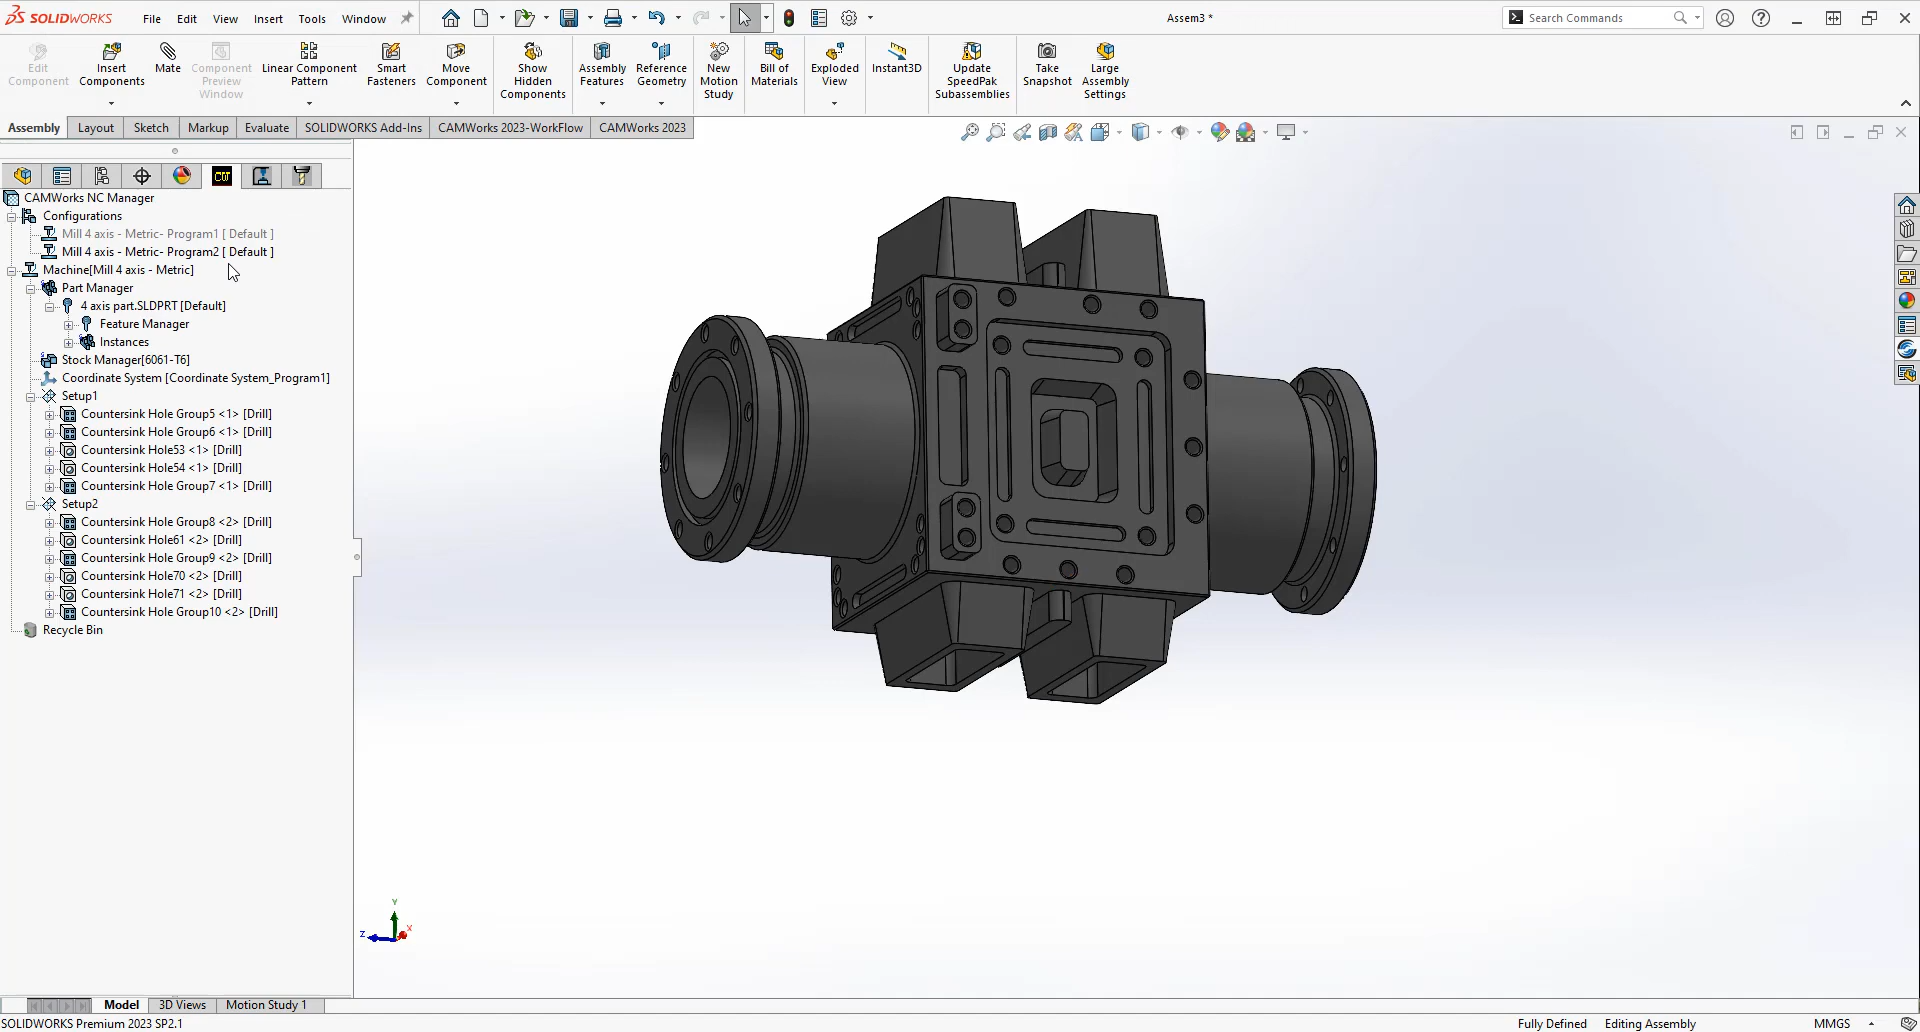 SOLIDWORKS File Edit View Insert Tools Window Assem3 * Search Commands
Edit Component
Insert Components
Mate
Component Preview Window
Linear Component Pattern
Smart Fasteners
Move Component
Show Hidden Components
Assembly Features
Reference Geometry
New Motion Study
Bill of Materials
Exploded View
Instant3D
Update SpeedPak Subassemblies
Take Snapshot
Large Assembly Settings
Assembly Layout Sketch Markup Evaluate SOLIDWORKS Add-Ins CAMWorks 2023-WorkFlow CAMWorks 2023
CW
CAMWorks NC Manager
Configurations
Mill 4 axis - Metric- Program1 [ Default ]
Mill 4 axis - Metric- Program2 [ Default ]
Machine[Mill 4 axis - Metric]
Part Manager
4 axis part.SLDPRT [Default]
Feature Manager
Instances
Stock Manager[6061-T6]
Coordinate System [Coordinate System_Program1]
Setup1
Countersink Hole Group5 <1> [Drill]
Countersink Hole Group6 <1> [Drill]
Countersink Hole53 <1> [Drill]
Countersink Hole54 <1> [Drill]
Countersink Hole Group7 <1> [Drill]
Setup2
Countersink Hole Group8 <2> [Drill]
Countersink Hole61 <2> [Drill]
Countersink Hole Group9 <2> [Drill]
Countersink Hole70 <2> [Drill]
Countersink Hole71 <2> [Drill]
Countersink Hole Group10 <2> [Drill]
Recycle Bin
Y
Z X
Model 3D Views Motion Study 1
SOLIDWORKS Premium 2023 SP2.1 Fully Defined Editing Assembly MMGS